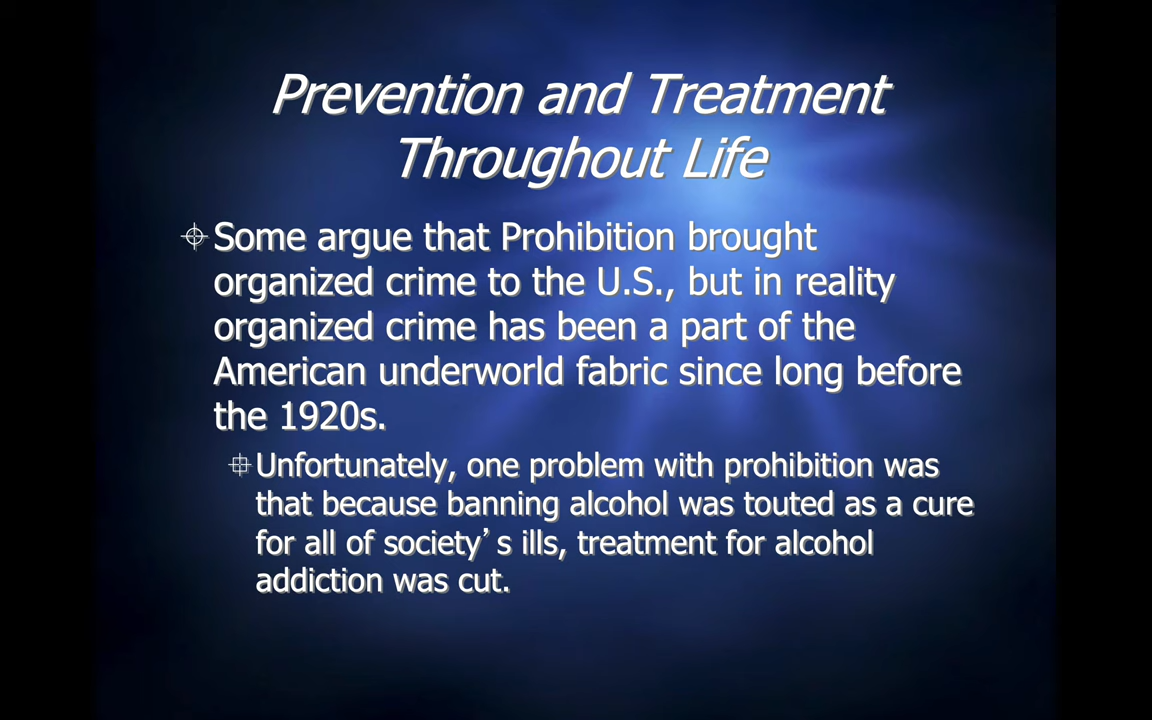 Prevention and Treatment
Throughout Life
Some argue that Prohibition brought
organized crime to the U.S., but in reality
organized crime has been a part of the
American underworld fabric since long before
the 1920s.
Unfortunately, one problem with prohibition was
that because banning alcohol was touted as a cure
for all of society’s ills, treatment for alcohol
addiction was cut.